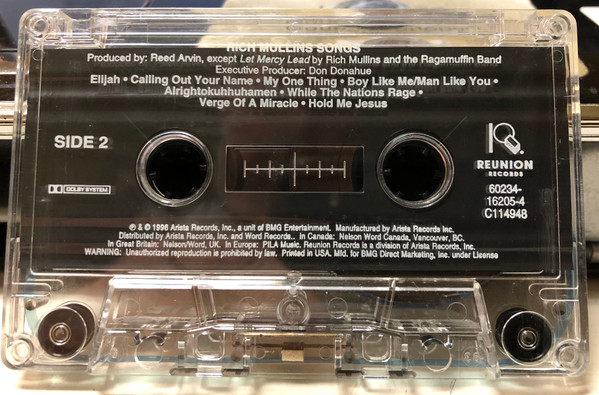 RICH MULLINS SONGS
Produced by: Reed Arvin, except Let Mercy Lead by Rich Mullins and the Ragamuffin Band
Executive Producer: Don Donahue
Elijah • Calling Out Your Name • My One Thing • Boy Like Me/Man Like You •
Alrightokuhhuhamen • While The Nations Rage •
Verge Of A Miracle • Hold Me Jesus
SIDE 2
DOLBY SYSTEM
REUNION
RECORDS
60234-
16205-4
C114948
℗ & © 1996 Arista Records, Inc., a unit of BMG Entertainment. Manufactured by Arista Records Inc.
Distributed by Arista Records, Inc. and Word Records.. In Canada: Nelson Word Canada, Vancouver, BC.
In Great Britain: Nelson/Word, UK. In Europe: PILA Music. Reunion Records is a division of Arista Records, Inc.
WARNING: Unauthorized reproduction is prohibited by law. Printed in USA. Mfd. for BMG Direct Marketing, Inc. under License